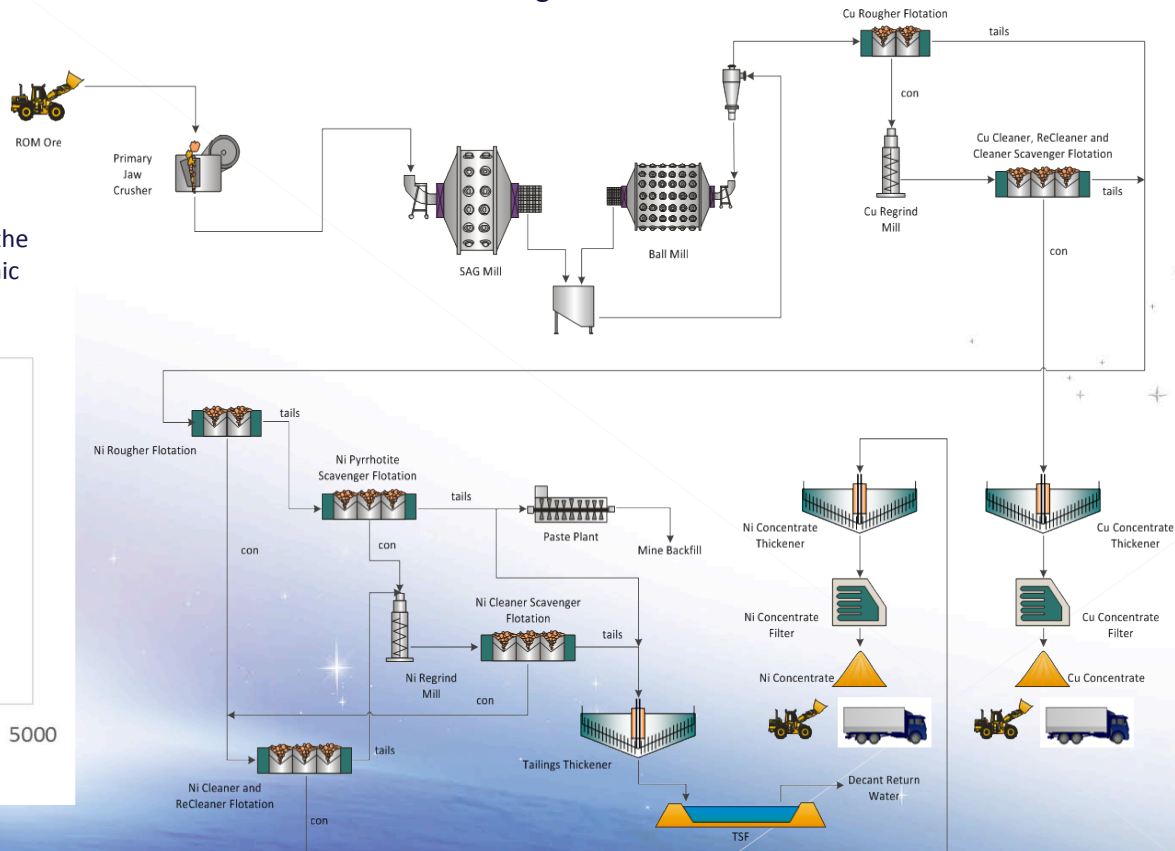 Cu Rougher Flotation
tails
ROM Ore
con
Primary
Jaw
Crusher
Cu Cleaner, ReCleaner and
Cleaner Scavenger Flotation
tails
Cu Regrind
Mill
the
nic
SAG Mill
Ball Mill
con
tails
Ni Rougher Flotation
Ni Pyrrhotite
Scavenger Flotation
tails
Paste Plant
Mine Backfill
Ni Concentrate
Thickener
Cu Concentrate
Thickener
con
con
Ni Cleaner Scavenger
Flotation
tails
Ni Concentrate
Filter
Cu Concentrate
Filter
Ni Regrind
Mill
con
Ni Concentrate
Cu Concentrate
5000
tails
Tailings Thickener
Ni Cleaner and
ReCleaner Flotation
con
Decant Return
Water
TSF